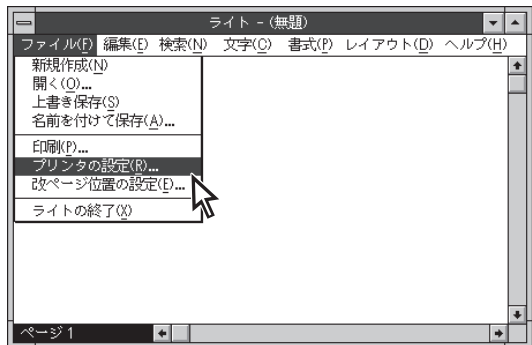 ライト - (無題)
ファイル(F) 編集(E) 検索(N) 文字(C) 書式(P) レイアウト(D) ヘルプ(H)
新規作成(N)
開く(O)...
上書き保存(S)
名前を付けて保存(A)...
印刷(P)...
プリンタの設定(R)...
改ページ位置の設定(E)...
ライトの終了(X)
ページ 1